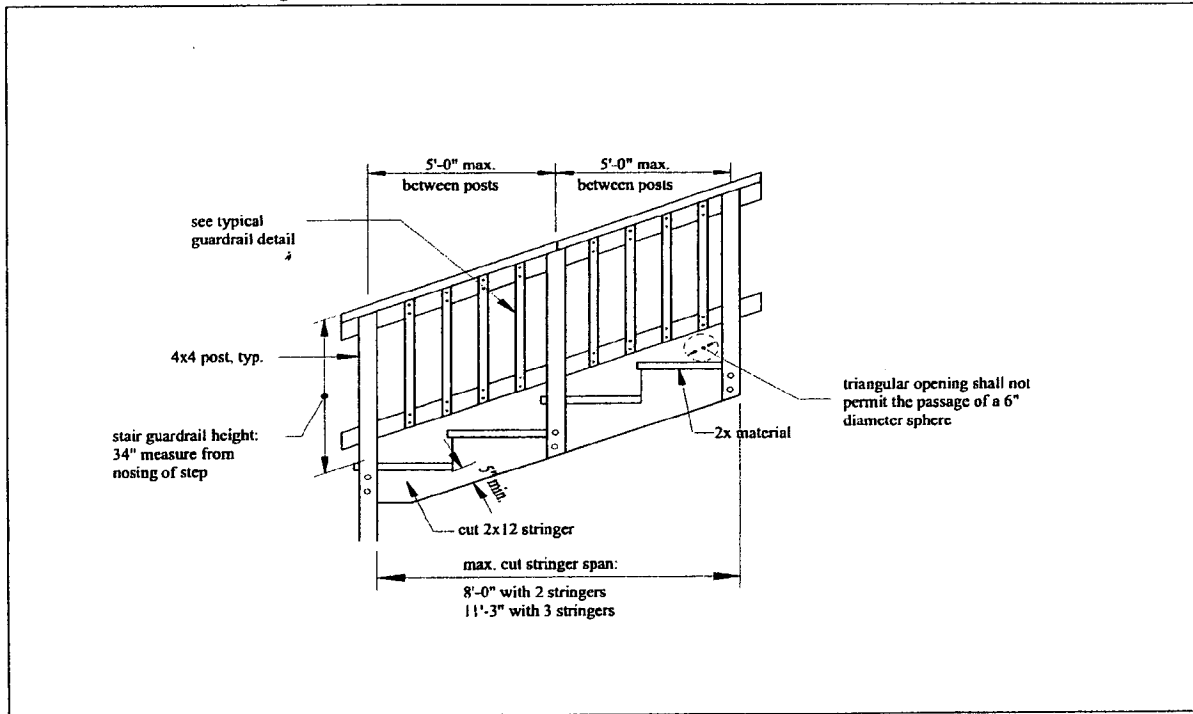 5'-0" max.
between posts
5'-0" max.
between posts
see typical
guardrail detail
4x4 post, typ.
stair guardrail height:
34" measure from
nosing of step
triangular opening shall not
permit the passage of a 6"
diameter sphere
2x material
5" min.
cut 2x12 stringer
max. cut stringer span:
8'-0" with 2 stringers
11'-3" with 3 stringers